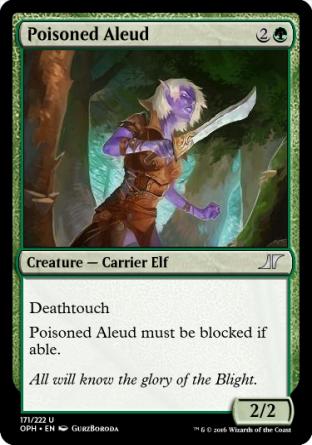 Poisoned Aleud 2
Creature — Carrier Elf
Deathtouch
Poisoned Aleud must be blocked if
able.
All will know the glory of the Blight.
2/2
171/222 U
OPH • EN GurzBoroda
™ & © 2016 Wizards of the Coast